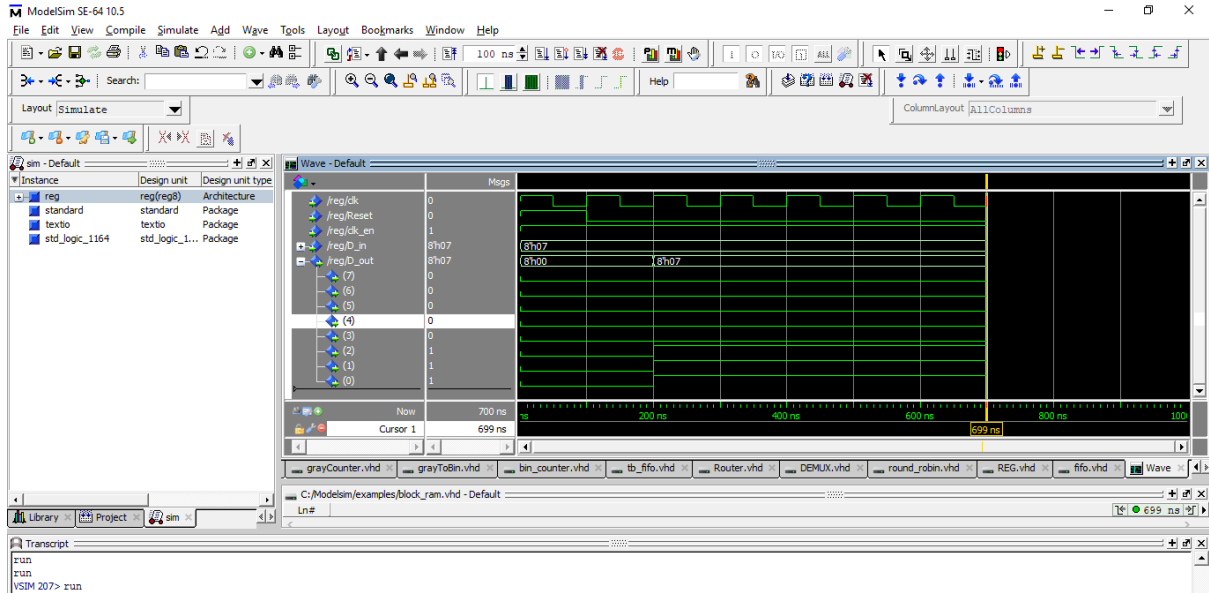 ModelSim SE-64 10.5
File Edit View Compile Simulate Add Wave Tools Layout Bookmarks Window Help
100 ns
Search:
Help
Layout Simulate
ColumnLayout AllColumns
sim - Default
Instance Design unit Design unit type
reg reg(reg8) Architecture
standard standard Package
textio textio Package
std_logic_1164 std_logic_1... Package
Library Project sim
Wave - Default
Msgs
/reg/clk 0
/reg/Reset 0
/reg/clk_en 1
/reg/D_in 8'h07 8'h07
/reg/D_out 8'h07 8'h00 8'h07
(7) 0
(6) 0
(5) 0
(4) 0
(3) 0
(2) 1
(1) 1
(0) 1
Now 700 ns ns 200 ns 400 ns 600 ns 800 ns 100
Cursor 1 699 ns 699 ns
grayCounter.vhd grayToBin.vhd bin_counter.vhd tb_fifo.vhd Router.vhd DEMUX.vhd round_robin.vhd REG.vhd fifo.vhd Wave
C:/Modelsim/examples/block_ram.vhd - Default
Ln# 699 ns
Transcript
run
run
VSIM 207> run